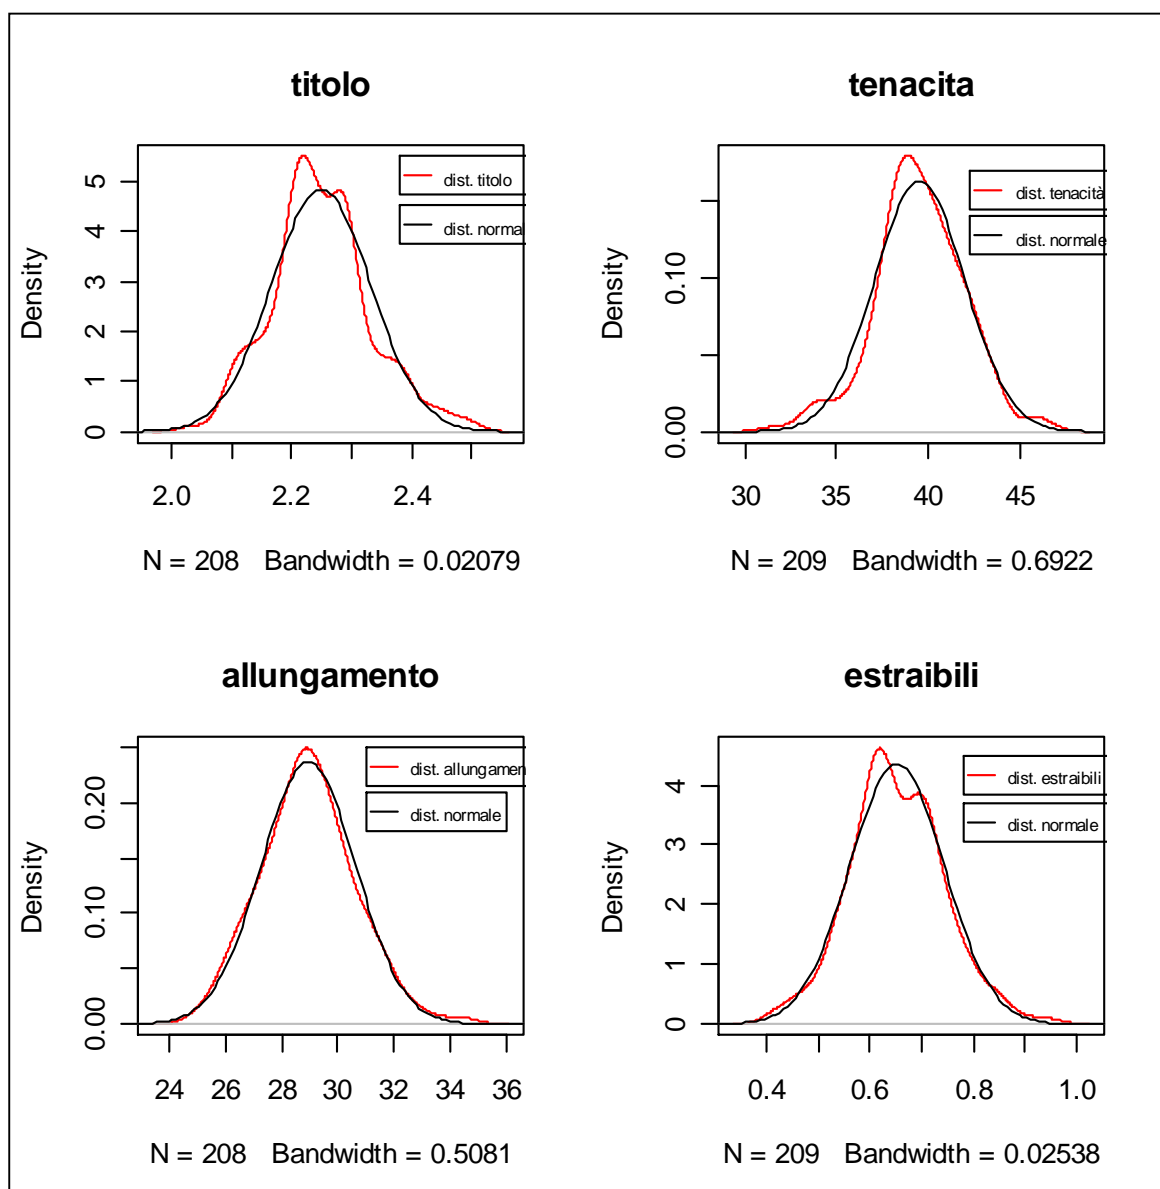 titolo
Density
5
4
3
2
1
0
dist. titolo
dist. normal
2.0
2.2
2.4
N = 208 Bandwidth = 0.02079
tenacita
Density
0.10
0.00
dist. tenacità
dist. normale
30
35
40
45
N = 209 Bandwidth = 0.6922
allungamento
Density
0.20
0.10
0.00
dist. allungamen
dist. normale
24
26
28
30
32
34
36
N = 208 Bandwidth = 0.5081
estraibili
Density
4
3
2
1
0
dist. estraibili
dist. normale
0.4
0.6
0.8
1.0
N = 209 Bandwidth = 0.02538